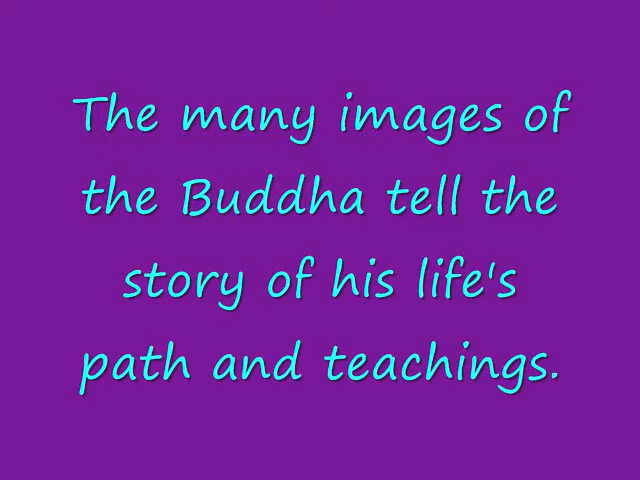 The many images of
the Buddha tell the
story of his life's
path and teachings.